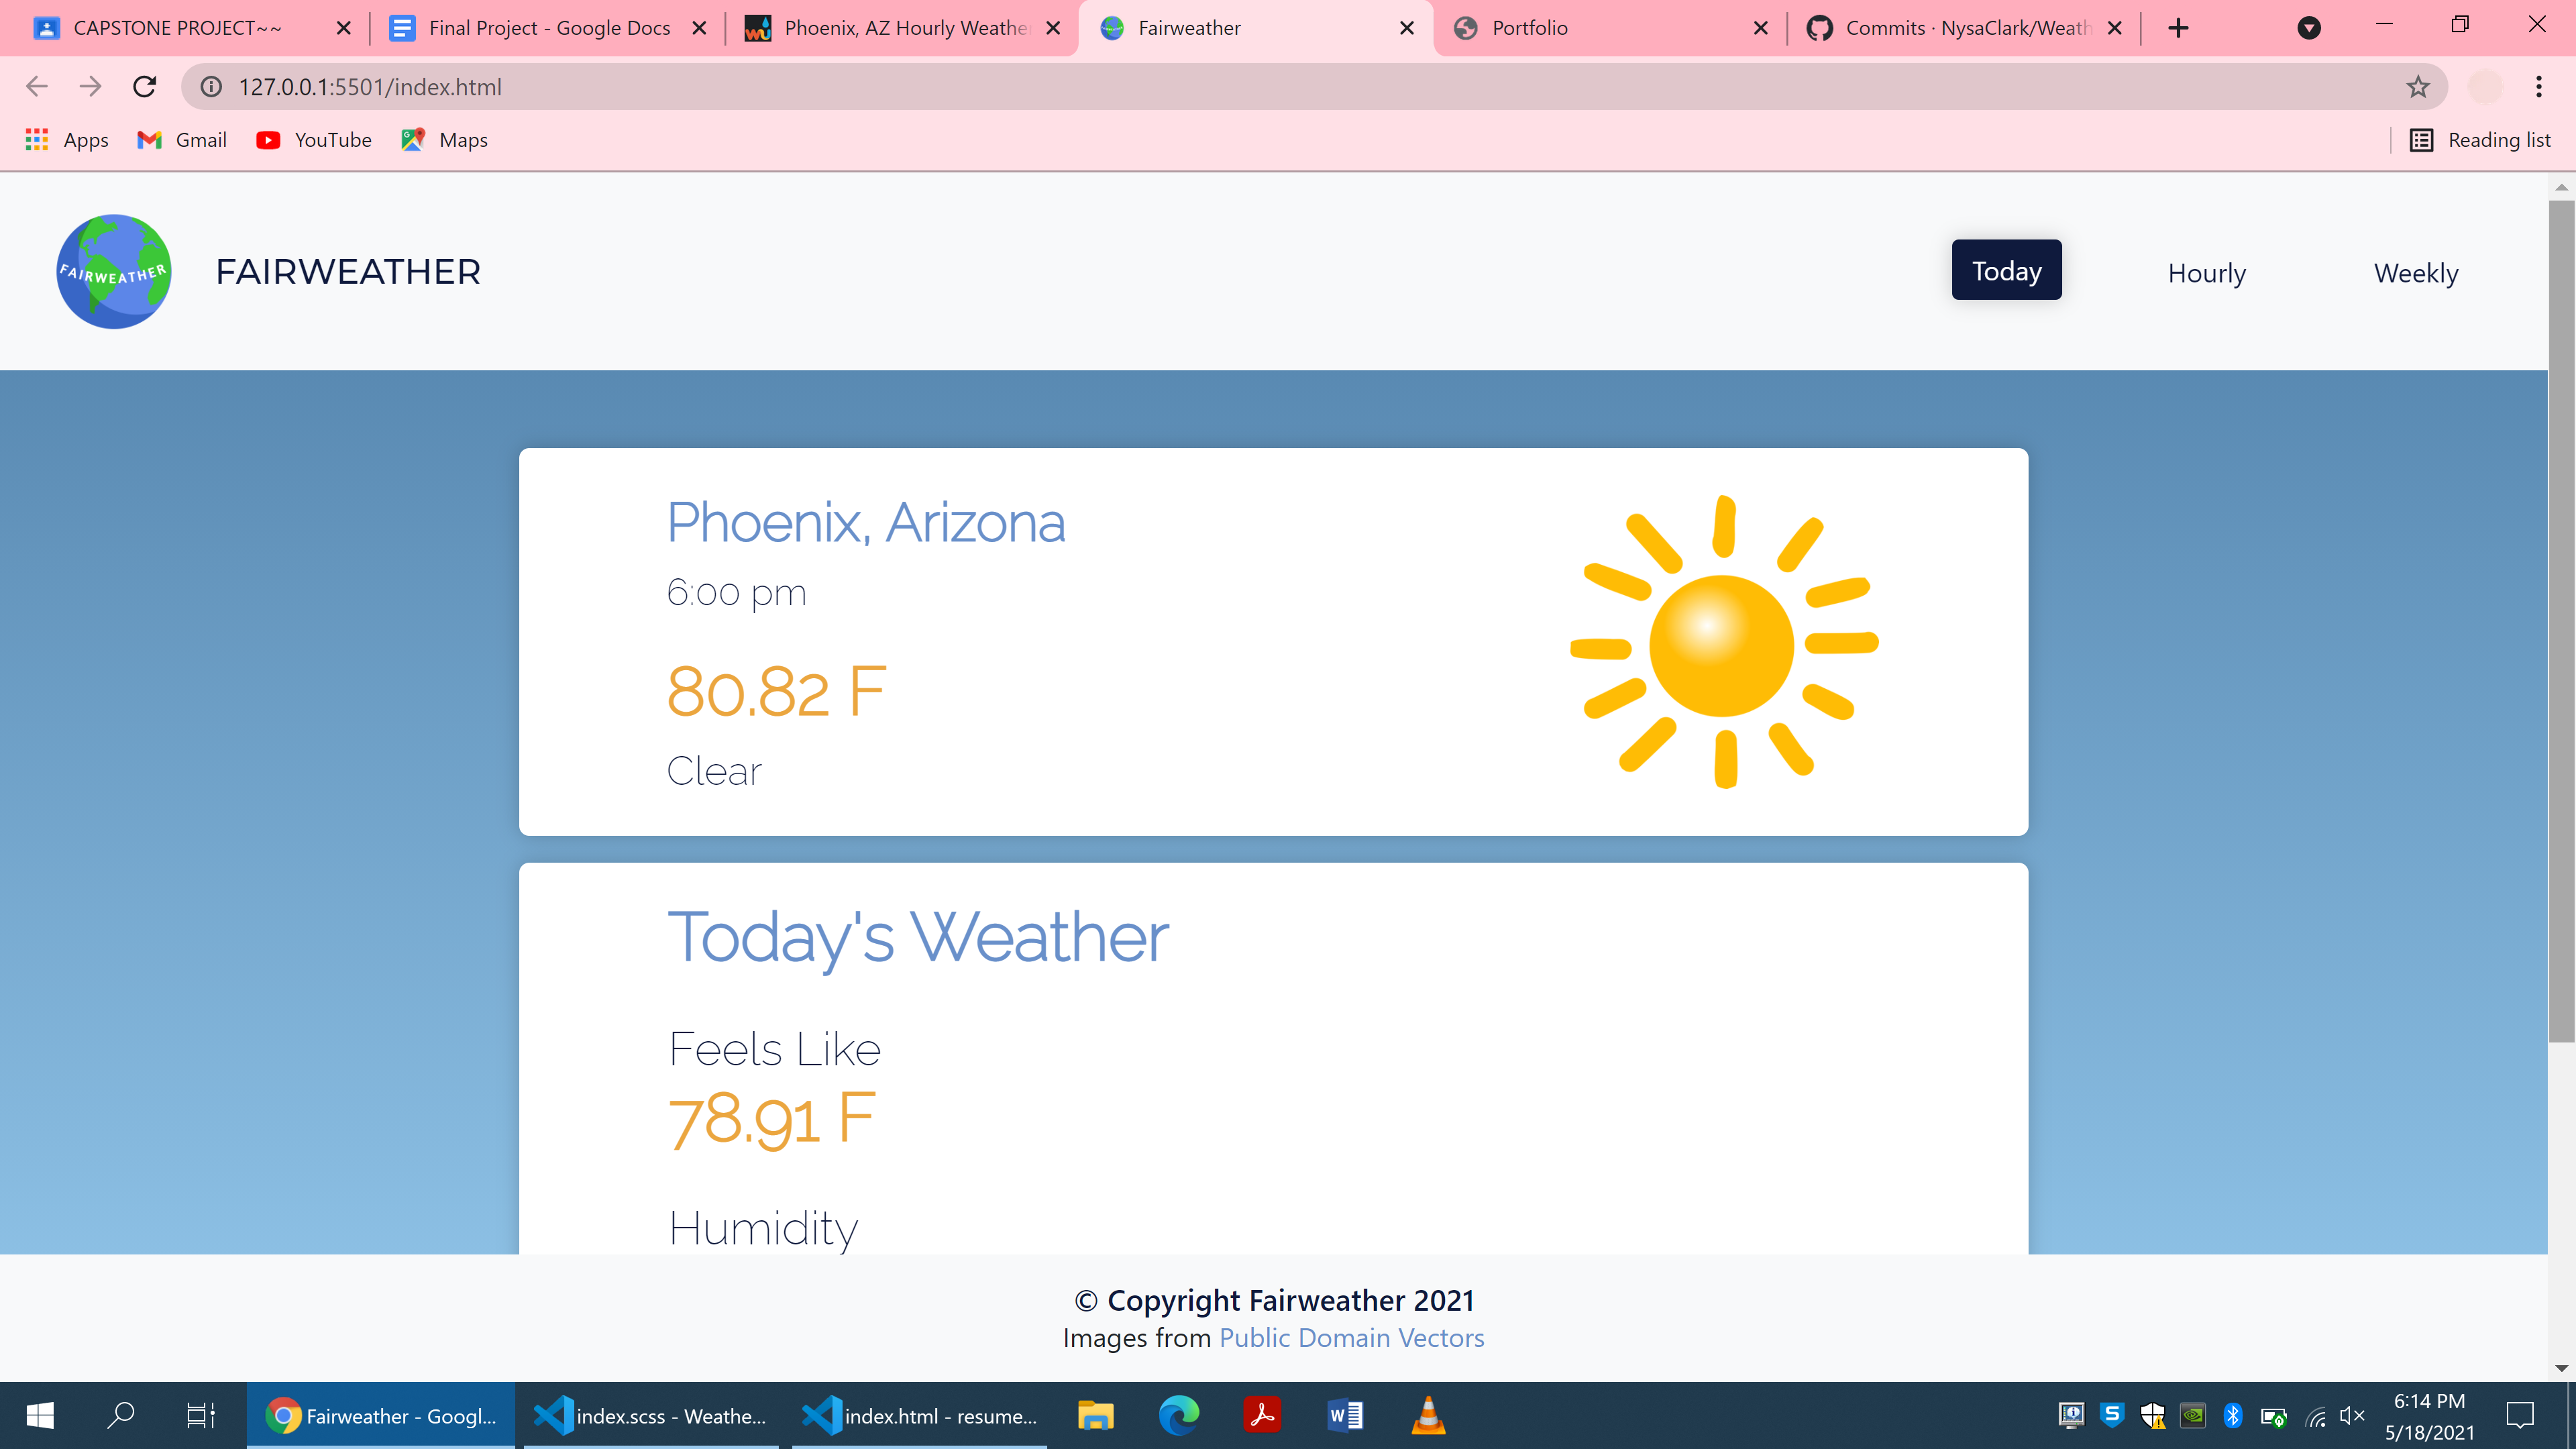 CAPSTONE PROJECT~~
Final Project - Google Docs
Phoenix, AZ Hourly Weather
Fairweather
Portfolio
Commits · NysaClark/Weath
127.0.0.1:5501/index.html
Apps
Gmail
YouTube
Maps
Reading list
FAIRWEATHER
FAIRWEATHER
Today
Hourly
Weekly
Phoenix, Arizona
6:00 pm
80.82 F
Clear
Today's Weather
Feels Like
78.91 F
Humidity
© Copyright Fairweather 2021
Images from Public Domain Vectors
Fairweather - Googl...
index.scss - Weathe...
index.html - resume...
6:14 PM
5/18/2021